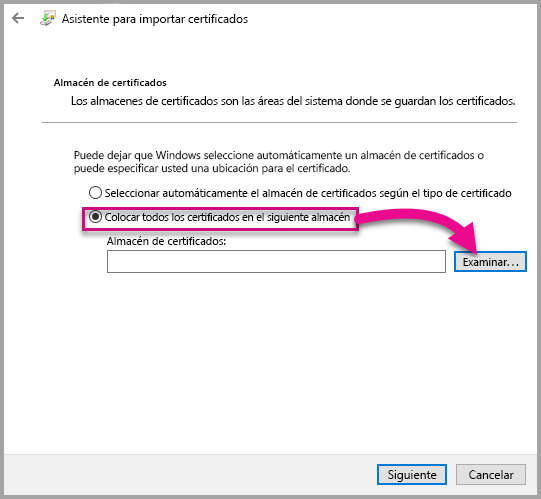 Asistente para importar certificados
Almacén de certificados
Los almacenes de certificados son las áreas del sistema donde se guardan los certificados.
Puede dejar que Windows seleccione automáticamente un almacén de certificados o
puede especificar usted una ubicación para el certificado.
Seleccionar automáticamente el almacén de certificados según el tipo de certificado
Colocar todos los certificados en el siguiente almacén
Almacén de certificados:
Examinar...
Siguiente
Cancelar